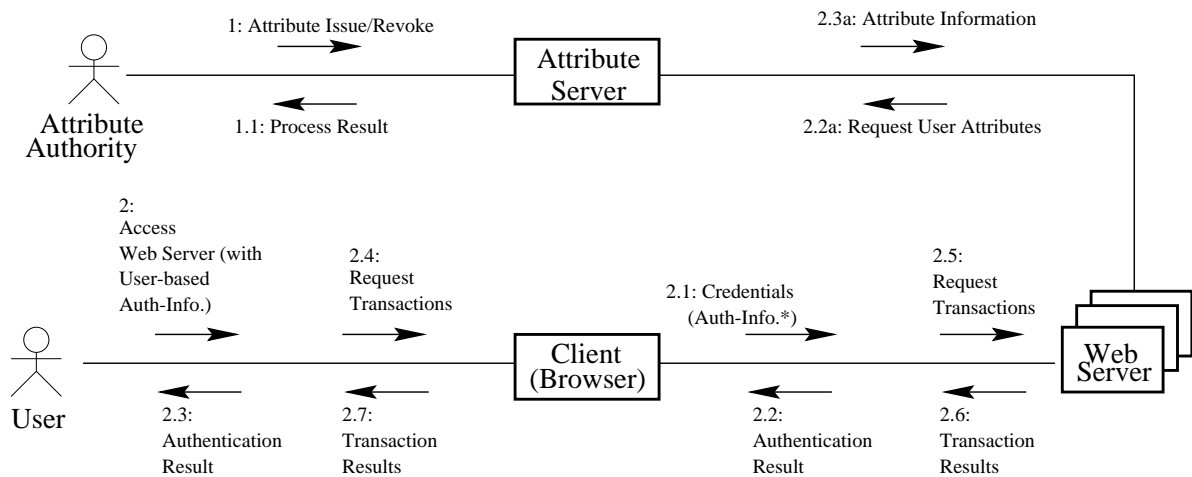 1: Attribute Issue/Revoke
2.3a: Attribute Information
Attribute
Server
1.1: Process Result
2.2a: Request User Attributes
Attribute
Authority
2:
Access
Web Server (with
User-based
Auth-Info.)
2.4:
Request
Transactions
2.1: Credentials
(Auth-Info.*)
2.5:
Request
Transactions
Client
(Browser)
Web
Server
User
2.3:
Authentication
Result
2.7:
Transaction
Results
2.2:
Authentication
Result
2.6:
Transaction
Results